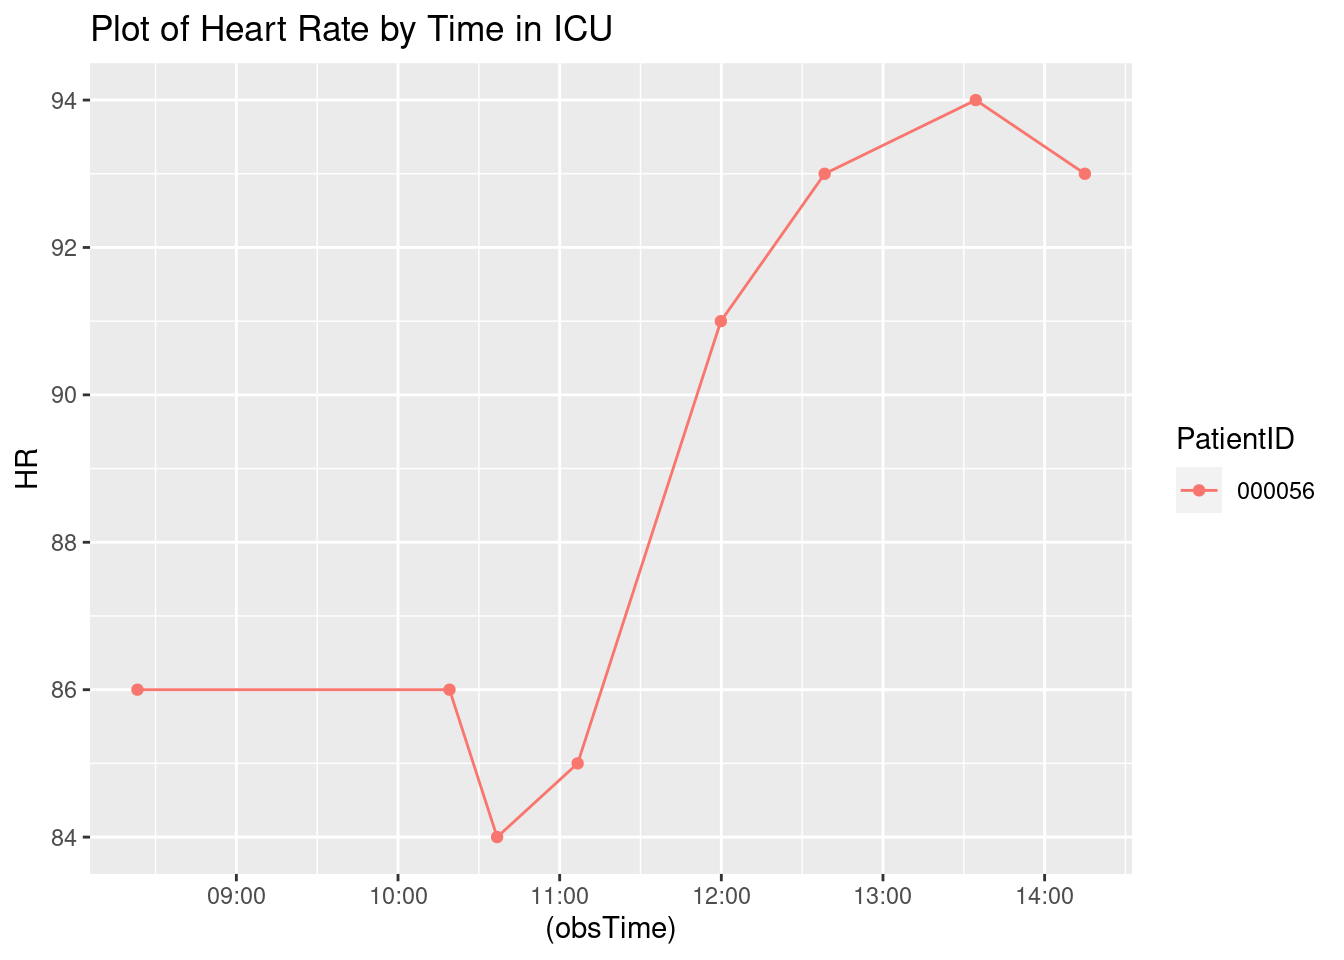 Plot of Heart Rate by Time in ICU
94
92
90
88
86
84
HR
09:00 10:00 11:00 12:00 13:00 14:00
(obsTime)
PatientID
000056